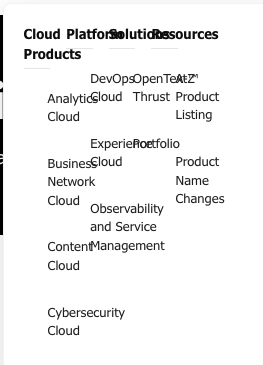 Cloud Products
Analytics
Cloud
Business
Network
Cloud
Content
Cloud
Cybersecurity
Cloud
Platform
DevOps
Cloud
Experience
Cloud
Observability
and Service
Management
Solutions
OpenText™
Thrust
Portfolio
Resources
A-Z
Product
Listing
Product
Name
Changes